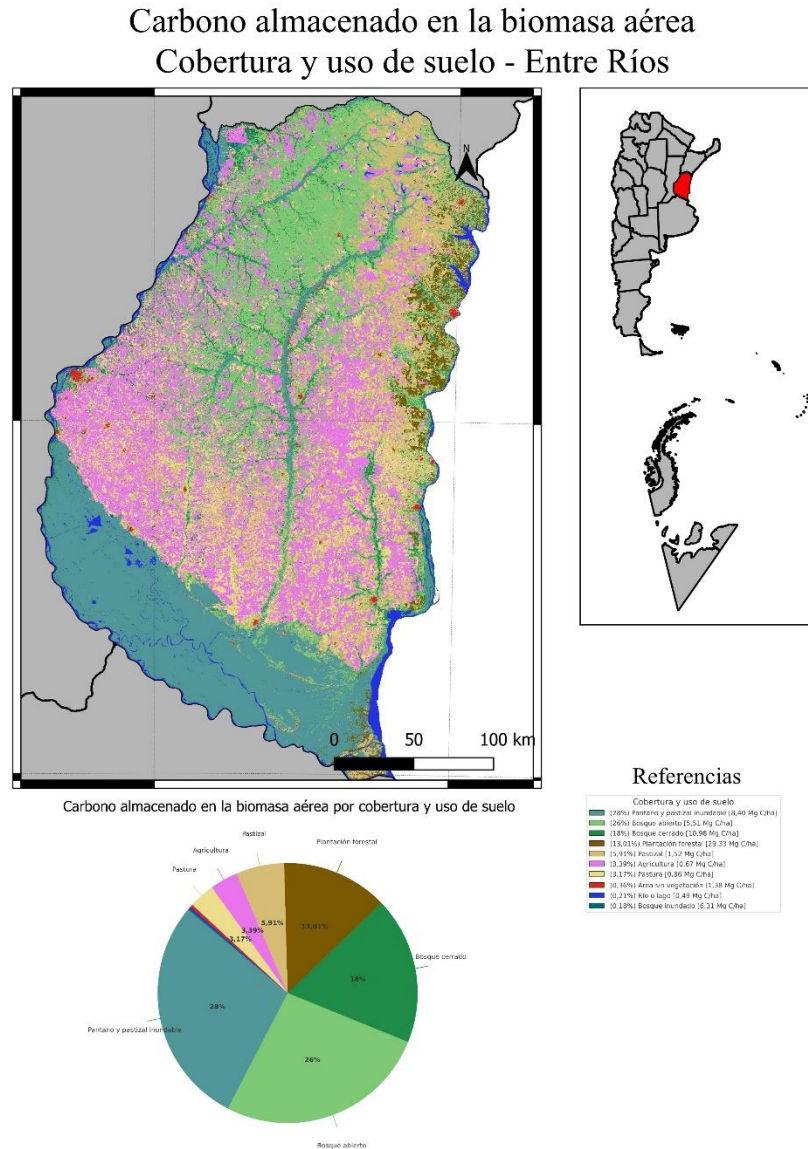 Carbono almacenado en la biomasa aérea
Cobertura y uso de suelo - Entre Ríos
N
0 50 100 km
Referencias
Cobertura y uso de suelo
[28%) Pantano y pastizal inundable [8,40 Mg C/ha]
[26%) Bosque abierto [5,51 Mg C/ha]
[18%) Bosque cerrado [10,98 Mg C/ha]
[13,01%) Plantación forestal [29,33 Mg C/ha]
[5,91%) Pastizal [1,52 Mg C/ha]
[3,39%) Agricultura [0,67 Mg C/ha]
[3,17%) Pastura [0,86 Mg C/ha]
[0,36%) Área sin vegetación [1,38 Mg C/ha]
[0,21%) Río o lago [0,49 Mg C/ha]
[0,18%) Bosque inundado [6,31 Mg C/ha]
Carbono almacenado en la biomasa aérea por cobertura y uso de suelo
Pastizal
Plantación forestal
Agricultura
Pastura
5,91%
13,01%
3,39%
3,17%
Bosque cerrado
18%
28%
Pantano y pastizal inundable
26%
Bosque abierto